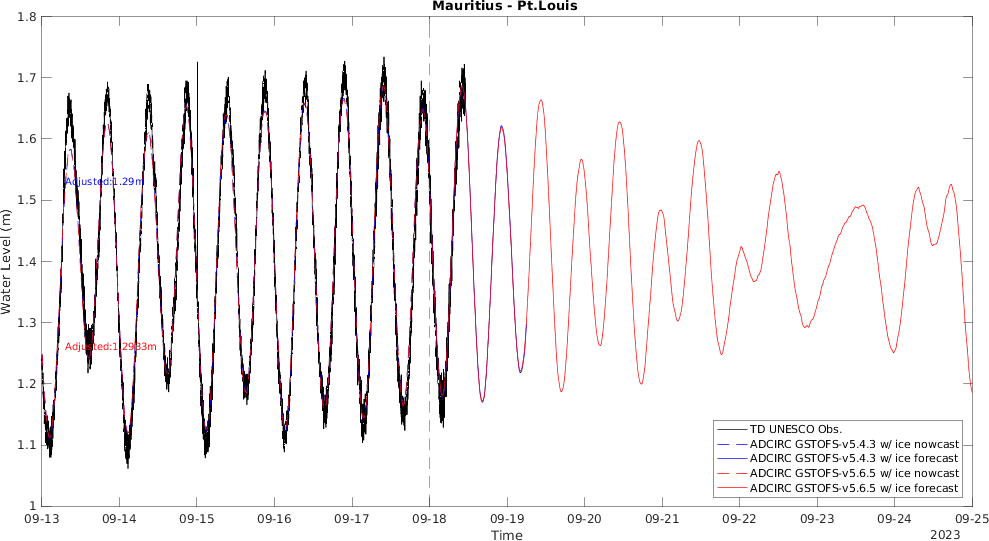 Mauritius - Pt.Louis
Water Level (m)
1.8
1.7
1.6
1.5
1.4
1.3
1.2
1.1
1
Adjusted:1.29m
Adjusted:1.2933m
TD UNESCO Obs.
ADCIRC GSTOFS-v5.4.3 w/ ice nowcast
ADCIRC GSTOFS-v5.4.3 w/ ice forecast
ADCIRC GSTOFS-v5.6.5 w/ ice nowcast
ADCIRC GSTOFS-v5.6.5 w/ ice forecast
09-13 09-14 09-15 09-16 09-17 09-18 09-19 09-20 09-21 09-22 09-23 09-24 09-25
Time
2023